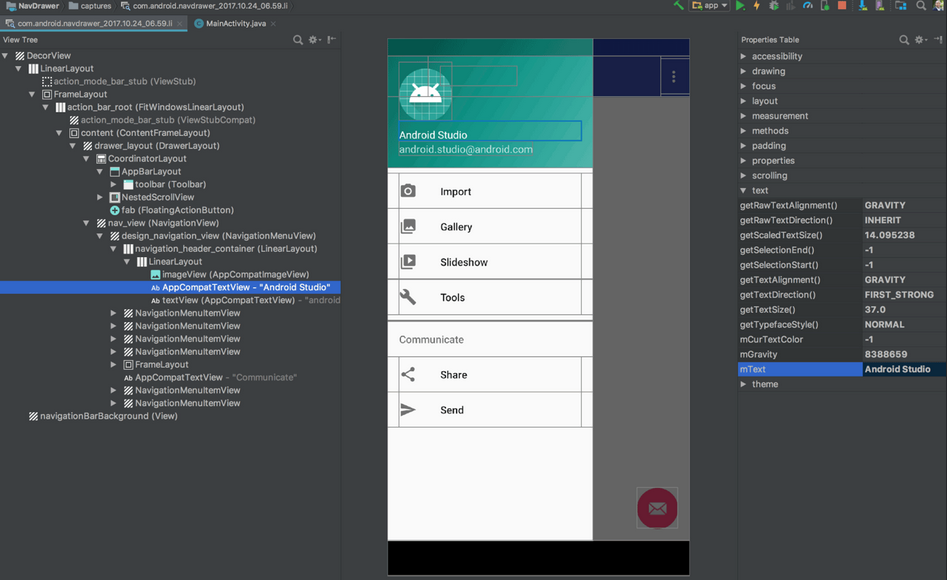 NavDrawer captures com.android.navdrawer_2017.10.24_06.59.li
app
com.android.navdrawer_2017.10.24_06.59.li MainActivity.java
View Tree
DecorView
LinearLayout
action_mode_bar_stub (ViewStub)
FrameLayout
action_bar_root (FitWindowsLinearLayout)
action_mode_bar_stub (ViewStubCompat)
content (ContentFrameLayout)
drawer_layout (DrawerLayout)
CoordinatorLayout
AppBarLayout
toolbar (Toolbar)
NestedScrollView
fab (FloatingActionButton)
nav_view (NavigationView)
design_navigation_view (NavigationMenuView)
navigation_header_container (LinearLayout)
LinearLayout
imageView (AppCompatImageView)
Ab AppCompatTextView - "Android Studio"
Ab textView (AppCompatTextView) - "android
NavigationMenuItemView
NavigationMenuItemView
NavigationMenuItemView
NavigationMenuItemView
FrameLayout
Ab AppCompatTextView - "Communicate"
NavigationMenuItemView
NavigationMenuItemView
navigationBarBackground (View)
Android Studio
android.studio@android.com
Import
Gallery
Slideshow
Tools
Communicate
Share
Send
Properties Table
accessibility
drawing
focus
layout
measurement
methods
padding
properties
scrolling
text
getRawTextAlignment() GRAVITY
getRawTextDirection() INHERIT
getScaledTextSize() 14.095238
getSelectionEnd() -1
getSelectionStart() -1
getTextAlignment() GRAVITY
getTextDirection() FIRST_STRONG
getTextSize() 37.0
getTypefaceStyle() NORMAL
mCurTextColor -1
mGravity 8388659
mText Android Studio
theme